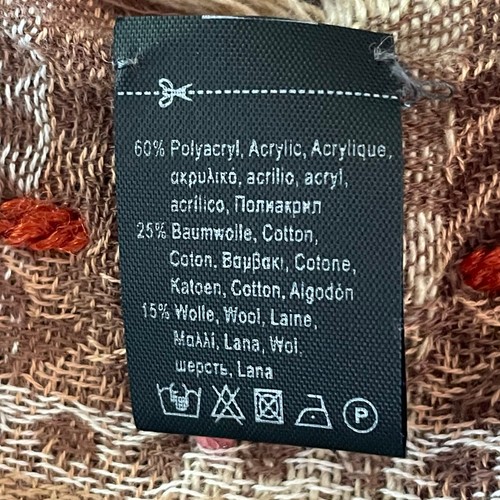 60% Polyacryl, Acrylic, Acrylique,
ακρυλικό, acrilio, acryl,
acrílico, Полиакрил
25% Baumwolle, Cotton,
Coton, Βαμβακι, Cotone,
Katoen, Cotton, Algodón
15% Wolle, Wool, Laine,
Μαλλί, Lana, Wol,
шерсть, Lana
P